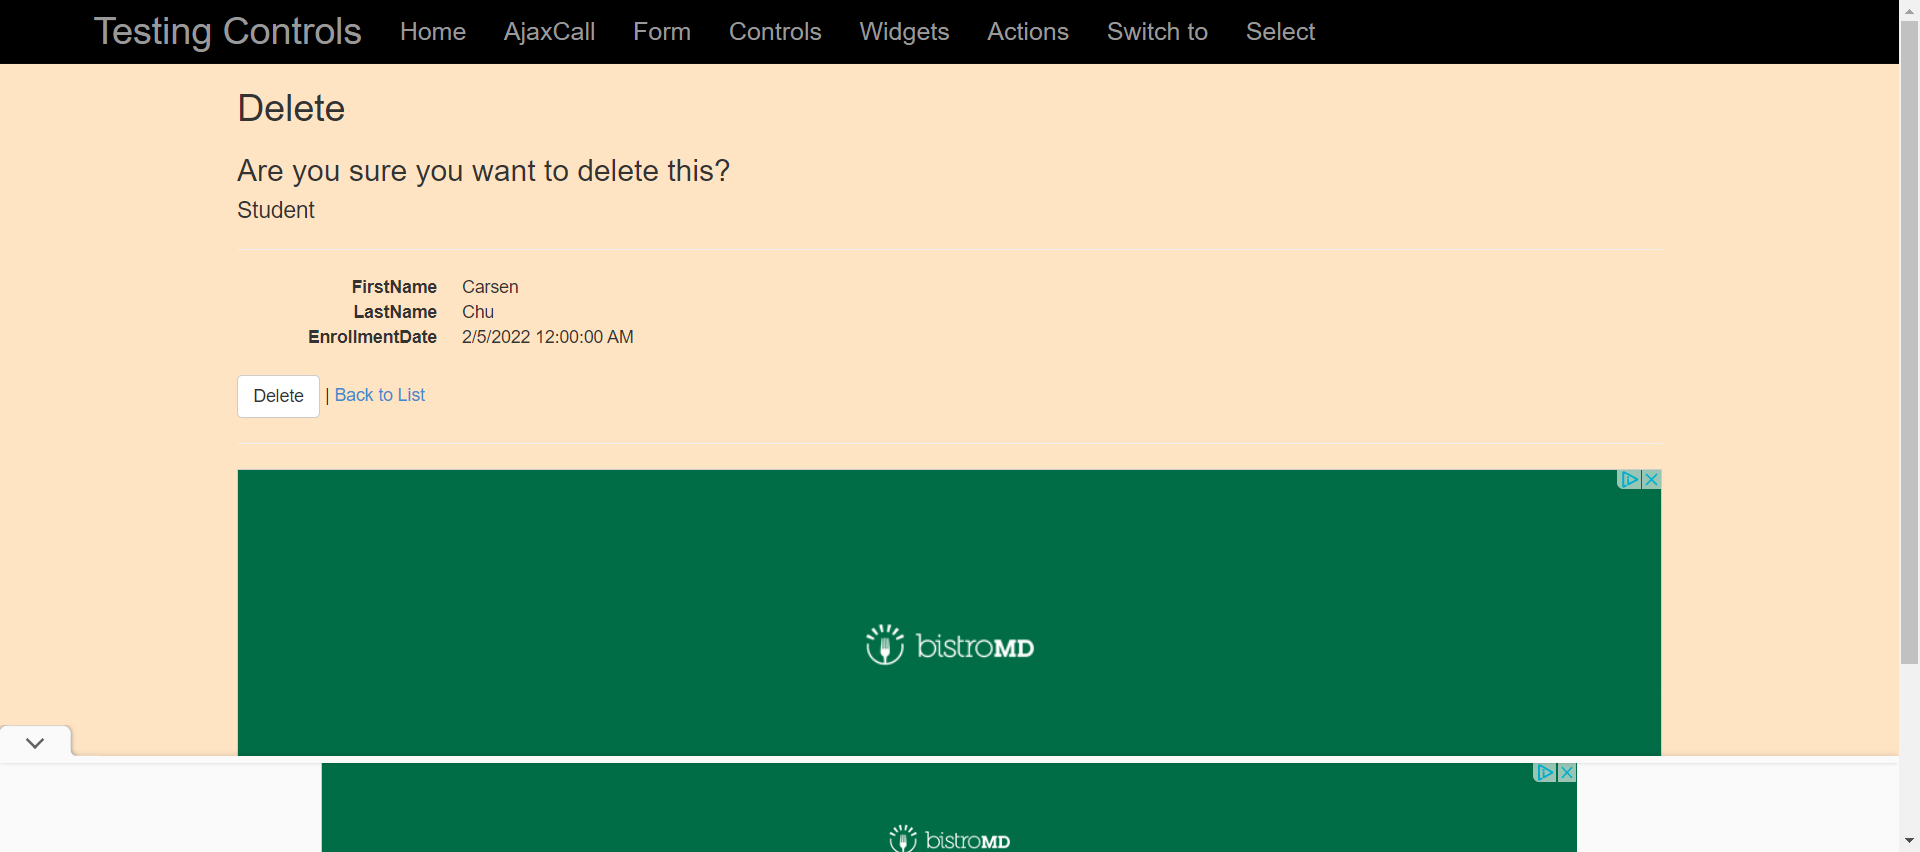 Testing Controls Home AjaxCall Form Controls Widgets Actions Switch to Select
Delete
Are you sure you want to delete this?
Student
FirstName Carsen
LastName Chu
EnrollmentDate 2/5/2022 12:00:00 AM
Delete | Back to List
bistroMD
bistroMD